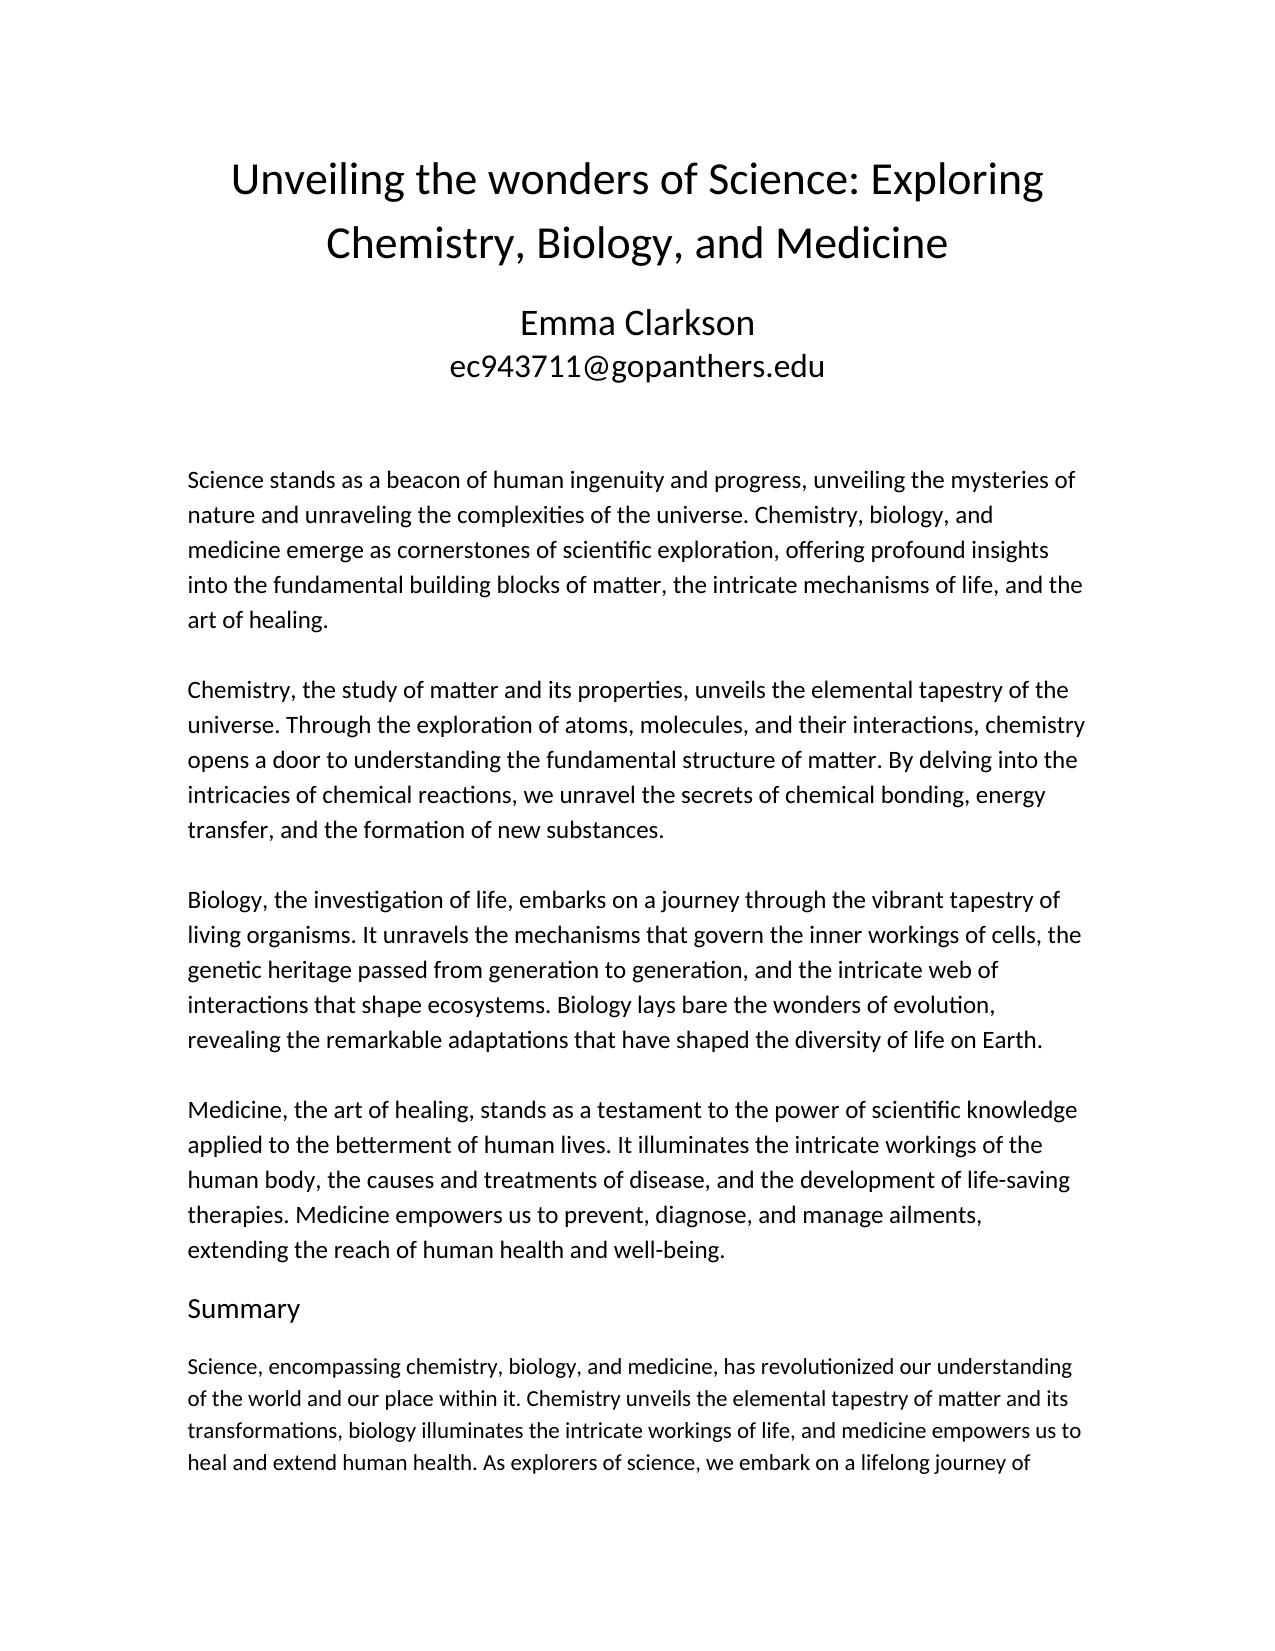 Unveiling the wonders of Science: Exploring
Chemistry, Biology, and Medicine
Emma Clarkson
ec943711@gopanthers.edu
Science stands as a beacon of human ingenuity and progress, unveiling the mysteries of
nature and unraveling the complexities of the universe. Chemistry, biology, and
medicine emerge as cornerstones of scientific exploration, offering profound insights
into the fundamental building blocks of matter, the intricate mechanisms of life, and the
art of healing.
Chemistry, the study of matter and its properties, unveils the elemental tapestry of the
universe. Through the exploration of atoms, molecules, and their interactions, chemistry
opens a door to understanding the fundamental structure of matter. By delving into the
intricacies of chemical reactions, we unravel the secrets of chemical bonding, energy
transfer, and the formation of new substances.
Biology, the investigation of life, embarks on a journey through the vibrant tapestry of
living organisms. It unravels the mechanisms that govern the inner workings of cells, the
genetic heritage passed from generation to generation, and the intricate web of
interactions that shape ecosystems. Biology lays bare the wonders of evolution,
revealing the remarkable adaptations that have shaped the diversity of life on Earth.
Medicine, the art of healing, stands as a testament to the power of scientific knowledge
applied to the betterment of human lives. It illuminates the intricate workings of the
human body, the causes and treatments of disease, and the development of life-saving
therapies. Medicine empowers us to prevent, diagnose, and manage ailments,
extending the reach of human health and well-being.
Summary
Science, encompassing chemistry, biology, and medicine, has revolutionized our understanding
of the world and our place within it. Chemistry unveils the elemental tapestry of matter and its
transformations, biology illuminates the intricate workings of life, and medicine empowers us to
heal and extend human health. As explorers of science, we embark on a lifelong journey of